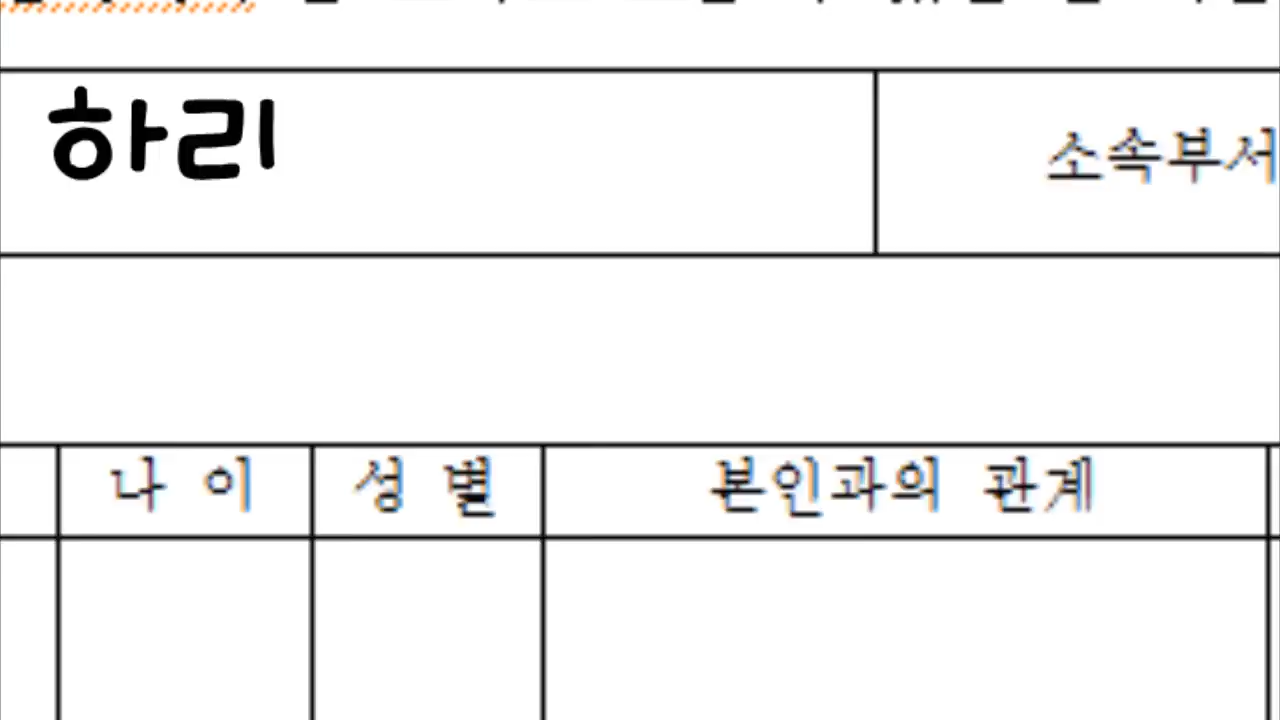 하리 소속부서
나 이 성 별 본인과의 관계